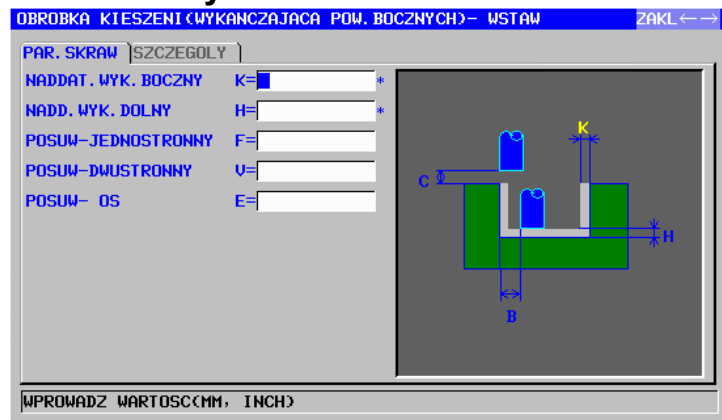 OBROBKA KIESZENI(WYKANCZAJACA POW.BOCZNYCH)- WSTAW ZAKL←→
PAR.SKRAW SZCZEGOLY
NADDAT.WYK.BOCZNY K= *
NADD.WYK.DOLNY H= *
POSUW-JEDNOSTRONNY F=
POSUW-DWUSTRONNY V=
POSUW- OS E=
K
C
H
B
WPROWADZ WARTOSC(MM, INCH)